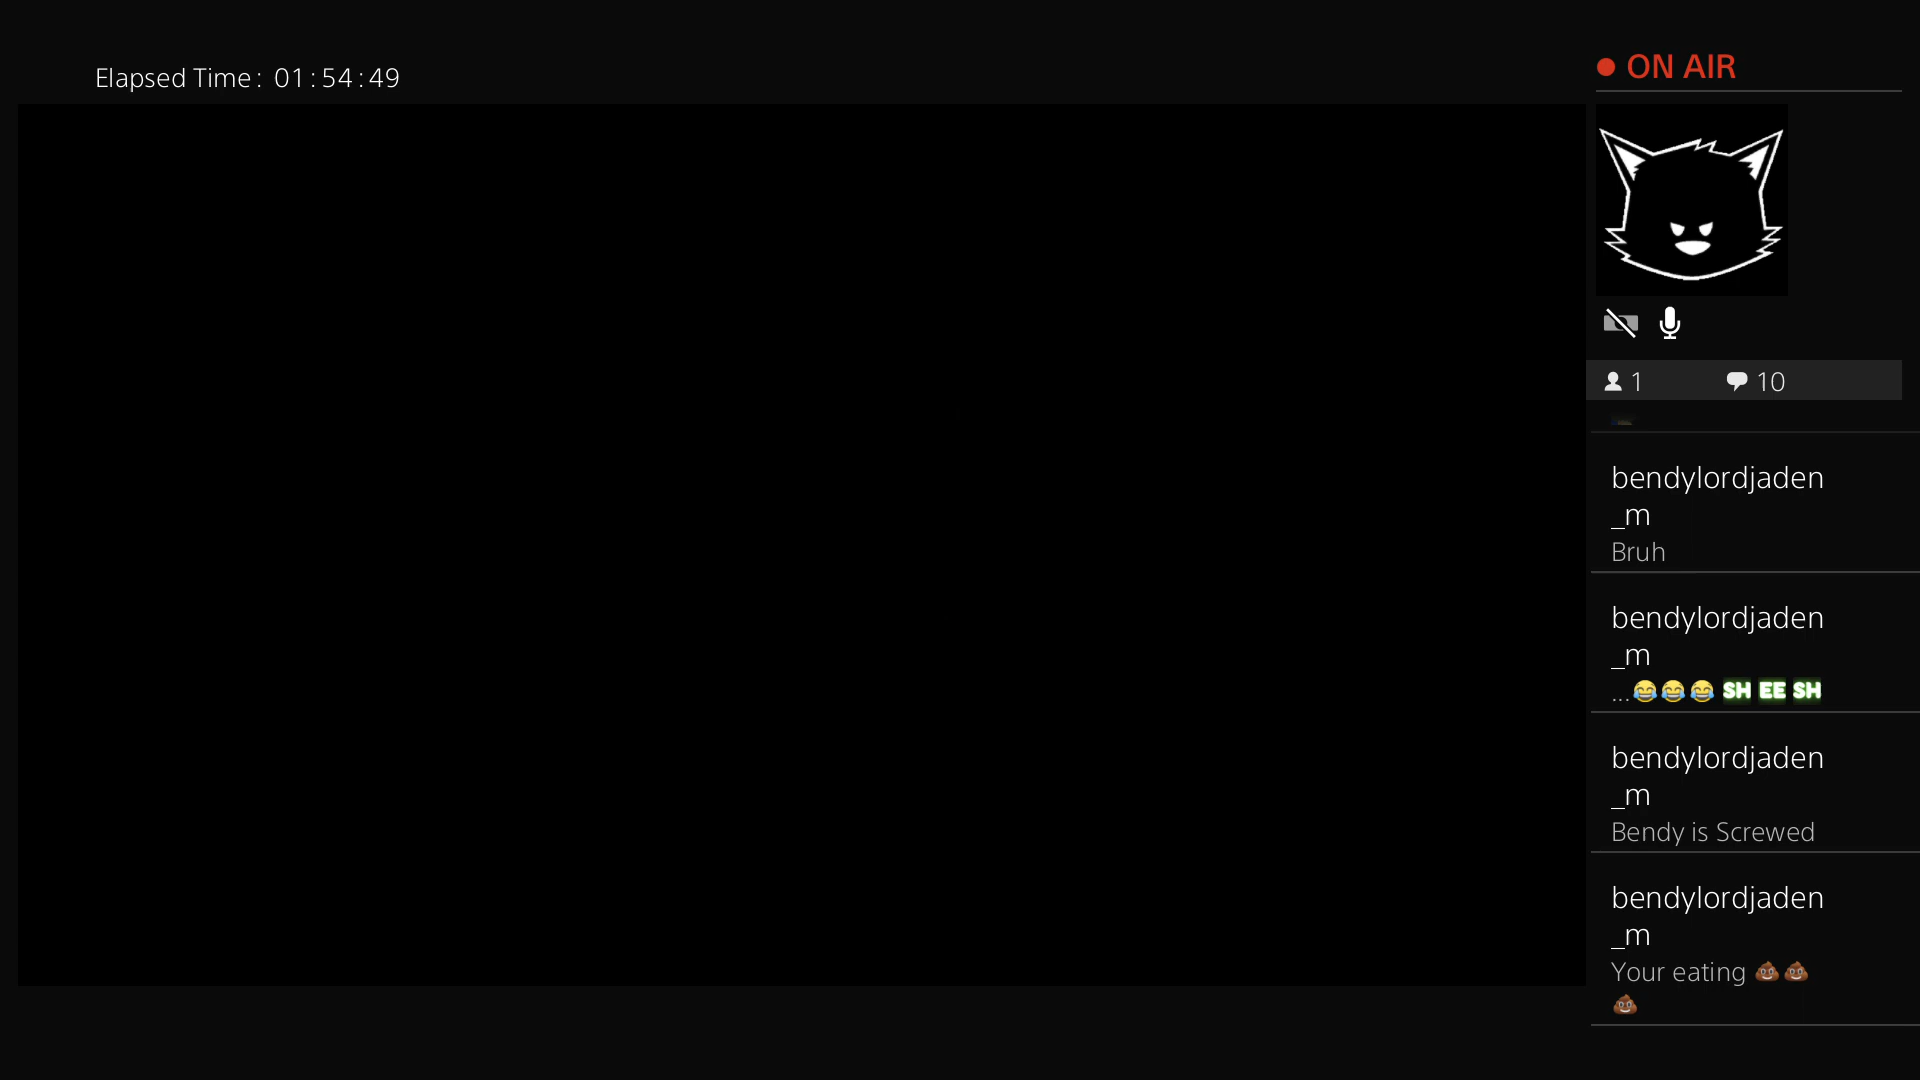 Elapsed Time: 01:54:49
ON AIR
1 10
bendylordjaden
_m
Bruh
bendylordjaden
_m
...😂😂😂 SH EE SH
bendylordjaden
_m
Bendy is Screwed
bendylordjaden
_m
Your eating 💩💩
💩